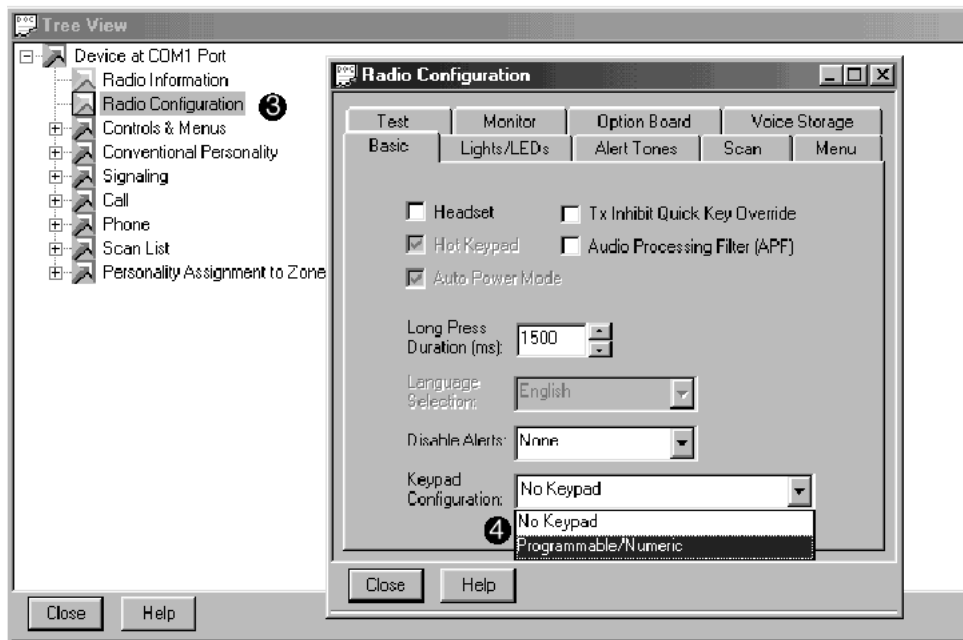 Tree View
Device at COM1 Port
Radio Information
Radio Configuration 3
Controls & Menus
Conventional Personality
Signaling
Call
Phone
Scan List
Personality Assignment to Zone
Close Help
Radio Configuration
Test Monitor Option Board Voice Storage
Basic Lights/LEDs Alert Tones Scan Menu
Headset Tx Inhibit Quick Key Override
Hot Keypad Audio Processing Filter (APF)
Auto Power Mode
Long Press
Duration (ms): 1500
Language
Selection: English
Disable Alerts: None
Keypad
Configuration: No Keypad
4 No Keypad
Programmable/Numeric
Close Help